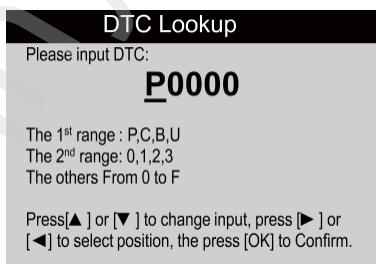 DTC Lookup
Please input DTC:
P0000
The 1st range : P,C,B,U
The 2nd range: 0,1,2,3
The others From 0 to F
Press[▲ ] or [▼ ] to change input, press [► ] or
[ ◄] to select position, the press [OK] to Confirm.